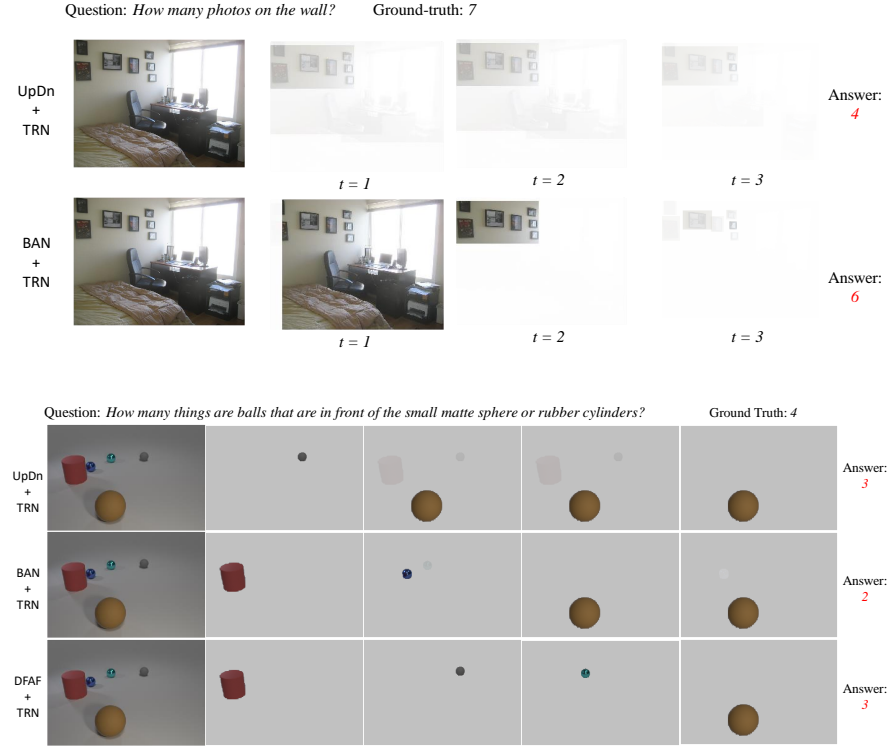 Question: How many photos on the wall? Ground-truth: 7
UpDn
+
TRN
Answer:
4
t = 1
t = 2
t = 3
BAN
+
TRN
Answer:
6
t = 1
t = 2
t = 3
Question: How many things are balls that are in front of the small matte sphere or rubber cylinders? Ground Truth: 4
UpDn
+
TRN
Answer:
3
BAN
+
TRN
Answer:
2
DFAF
+
TRN
Answer:
3